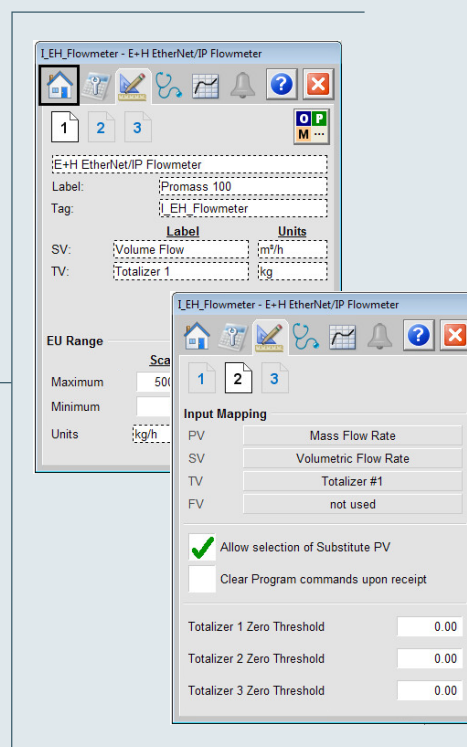 I_EH_Flowmeter - E+H EtherNet/IP Flowmeter
?
1 2 3
O P
M ...
E+H EtherNet/IP Flowmeter
Label: Promass 100
Tag: I_EH_Flowmeter
Label Units
SV: Volume Flow m³/h
TV: Totalizer 1 kg
EU Range
Maximum
Minimum
Units kg/h
I_EH_Flowmeter - E+H EtherNet/IP Flowmeter
?
1 2 3
Input Mapping
PV Mass Flow Rate
SV Volumetric Flow Rate
TV Totalizer #1
FV not used
Allow selection of Substitute PV
Clear Program commands upon receipt
Totalizer 1 Zero Threshold 0.00
Totalizer 2 Zero Threshold 0.00
Totalizer 3 Zero Threshold 0.00